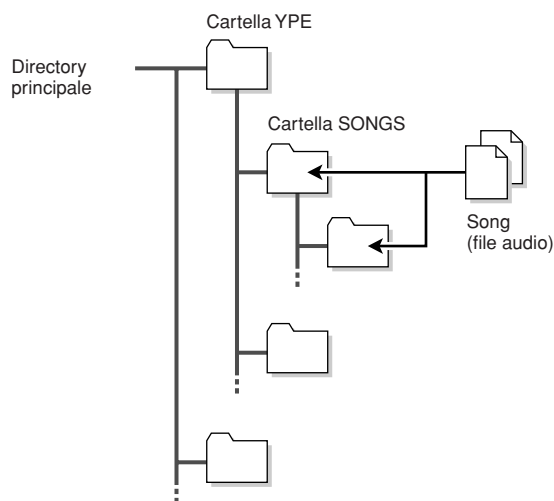 Cartella YPE
Directory
principale
Cartella SONGS
Song
(file audio)